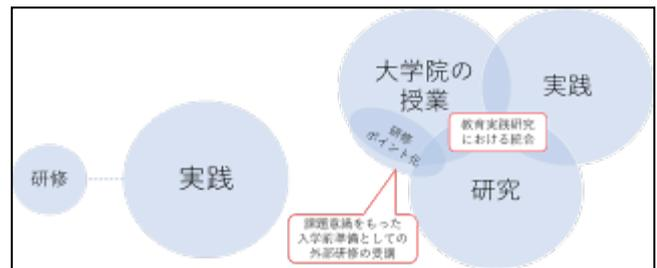 研修
実践
大学院の
授業
実践
研修
ポイント化
教育実践研究
における統合
研究
課題意識をもった
入学前準備としての
外部研修の受講